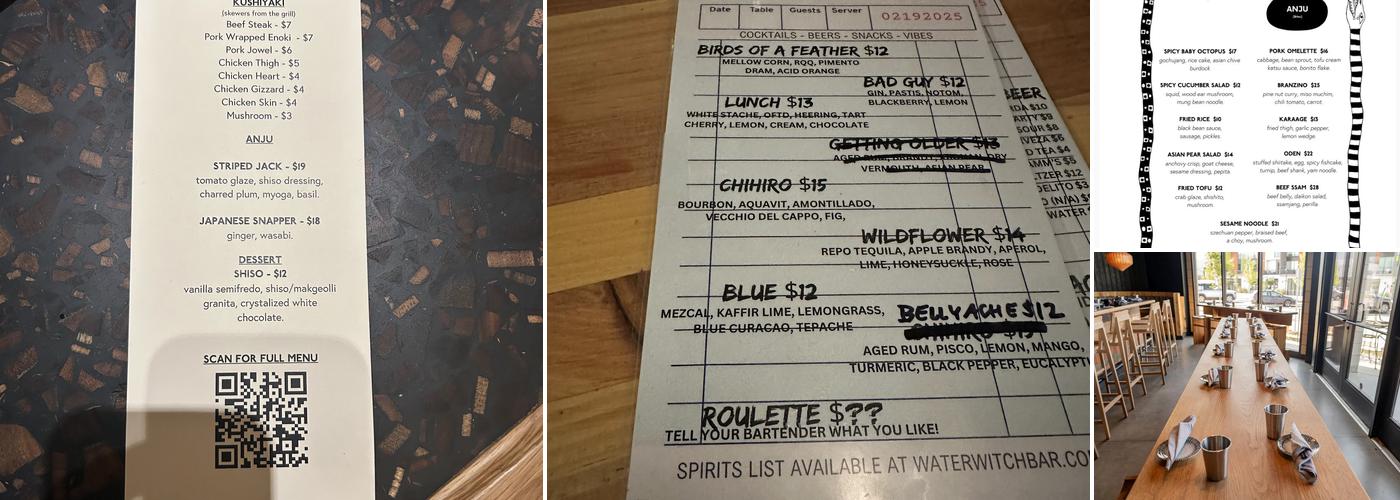 KUSHIYAKI
(skewers from the grill)
Beef Steak - $7
Pork Wrapped Enoki - $7
Pork Jowel - $6
Chicken Thigh - $5
Chicken Heart - $4
Chicken Gizzard - $4
Chicken Skin - $4
Mushroom - $3
ANJU
STRIPED JACK - $19
tomato glaze, shiso dressing,
charred plum, myoga, basil.
JAPANESE SNAPPER - $18
ginger, wasabi.
DESSERT
SHISO - $12
vanilla semifredo, shiso/makgeolli
granita, crystalized white
chocolate.
SCAN FOR FULL MENU
Date Table Guests Server 02192025
COCKTAILS - BEERS - SNACKS - VIBES
BIRDS OF A FEATHER $12
MELLOW CORN, RQQ, PIMENTO
DRAM, ACID ORANGE
BAD GUY $12
GIN, PASTIS, NOTOM,
BLACKBERRY, LEMON
LUNCH $13
WHITE STACHE, OFTD, HEERING, TART
CHERRY, LEMON, CREAM, CHOCOLATE
GETTING OLDER $13
VERMOUTH, ASIAN PEAR
CHIHIRO $15
BOURBON, AQUAVIT, AMONTILLADO,
VECCHIO DEL CAPPO, FIG,
WILDFLOWER $14
REPO TEQUILA, APPLE BRANDY, APEROL,
LIME, HONEYSUCKLE, ROSE
BLUE $12
MEZCAL, KAFFIR LIME, LEMONGRASS,
BLUE CURACAO, TEPACHE
BELLYACHE $12
AGED RUM, PISCO, LEMON, MANGO,
TURMERIC, BLACK PEPPER, EUCALYPT
ROULETTE $??
TELL YOUR BARTENDER WHAT YOU LIKE!
SPIRITS LIST AVAILABLE AT WATERWITCHBAR.CO
ANJU
SPICY BABY OCTOPUS $17
gochujang, rice cake, asian chive
burdock.
SPICY CUCUMBER SALAD $12
squid, wood ear mushroom,
mung bean noodle.
FRIED RICE $10
black bean sauce,
sausage, pickles.
ASIAN PEAR SALAD $14
anchovy crisp, goat cheese,
sesame dressing, pepita.
FRIED TOFU $12
crab glaze, shishito,
mushroom.
PORK OMELETTE $16
cabbage, bean sprout, tofu cream
katsu sauce, bonito flake.
BRANZINO $25
pine nut curry, miso muchim,
chili tomato, carrot.
KARAAGE $13
fried thigh, garlic pepper,
lemon wedge.
ODEN $22
stuffed shiitake, egg, spicy fishcake,
turnip, beef shank, yam noodle.
BEEF SSAM $28
beef belly, daikon salad,
ssamjang, perilla
SESAME NOODLE $21
szechuan pepper, braised beef,
a choy, mushroom.